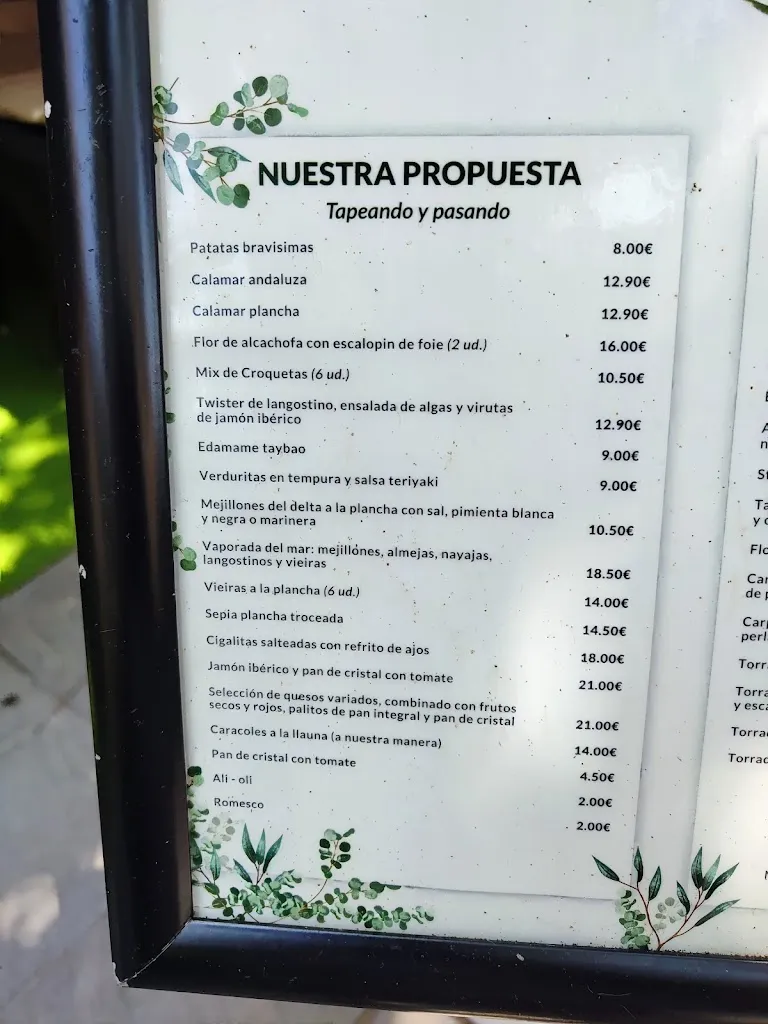 NUESTRA PROPUESTA
Tapeando y pasando
Patatas bravisimas 8.00€
Calamar andaluza 12.90€
Calamar plancha 12.90€
Flor de alcachofa con escalopin de foie (2 ud.) 16.00€
Mix de Croquetas (6 ud.) 10.50€
Twister de langostino, ensalada de algas y virutas
de jamón ibérico 12.90€
Edamame taybao 9.00€
Verduritas en tempura y salsa teriyaki 9.00€
Mejillones del delta a la plancha con sal, pimienta blanca
y negra o marinera 10.50€
Vaporada del mar: mejillones, almejas, nayajas,
langostinos y vieiras 18.50€
Vieiras a la plancha (6 ud.) 14.00€
Sepia plancha troceada 14.50€
Cigalitas salteadas con refrito de ajos 18.00€
Jamón ibérico y pan de cristal con tomate 21.00€
Selección de quesos variados, combinado con frutos
secos y rojos, palitos de pan integral y pan de cristal 21.00€
Caracoles a la llauna (a nuestra manera) 14.00€
Pan de cristal con tomate 4.50€
Ali - oli 2.00€
Romesco 2.00€
y
Flo
de
Torr
Torra
y esc